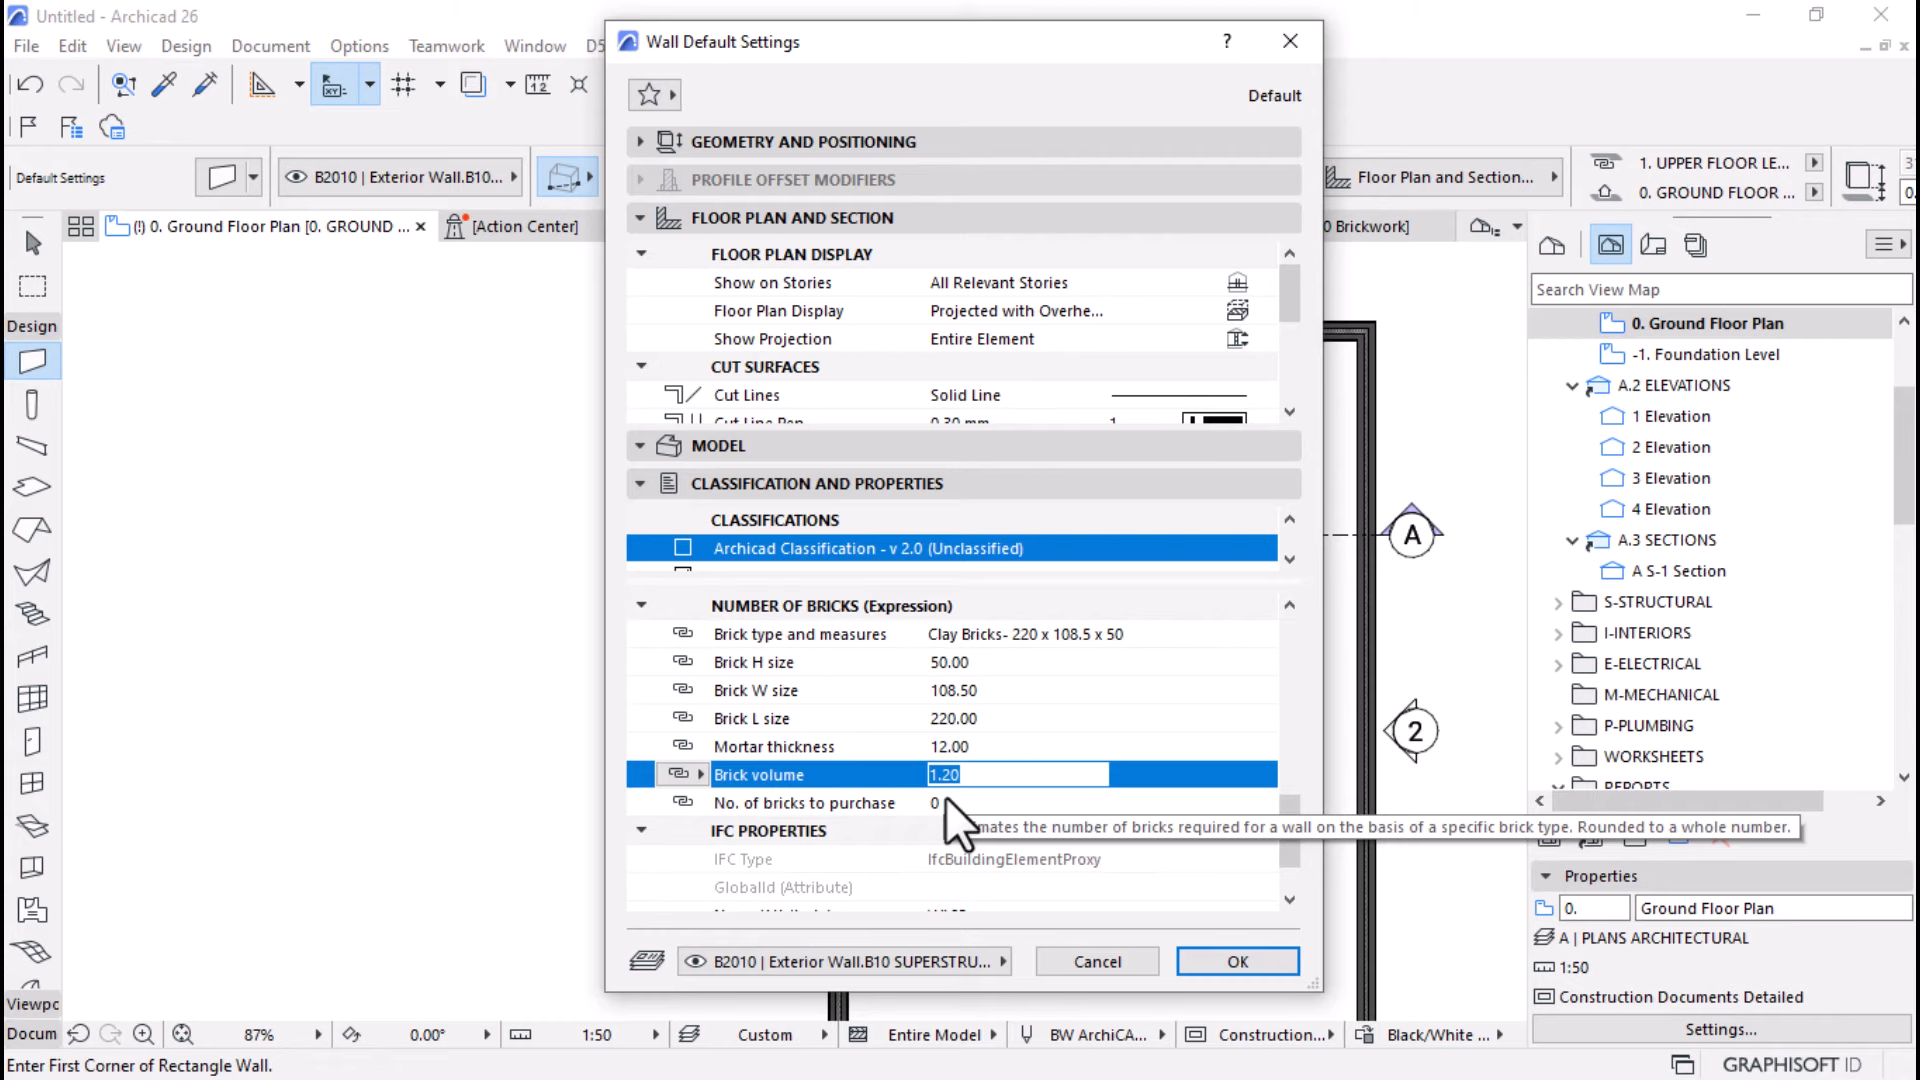 Untitled - Archicad 26
File Edit View Design Document Options Teamwork Window D5
Default Settings
B2010 | Exterior Wall.B10...
Floor Plan and Section...
1. UPPER FLOOR LE...
0. GROUND FLOOR ...
(!) 0. Ground Floor Plan [0. GROUND ...
[Action Center]
0 Brickwork]
Wall Default Settings
?
Default
GEOMETRY AND POSITIONING
PROFILE OFFSET MODIFIERS
FLOOR PLAN AND SECTION
FLOOR PLAN DISPLAY
Show on Stories All Relevant Stories
Floor Plan Display Projected with Overhe...
Show Projection Entire Element
CUT SURFACES
Cut Lines Solid Line
Cut Line Pen 0.30 mm 1
MODEL
CLASSIFICATION AND PROPERTIES
CLASSIFICATIONS
Archicad Classification - v 2.0 (Unclassified)
NUMBER OF BRICKS (Expression)
Brick type and measures Clay Bricks- 220 x 108.5 x 50
Brick H size 50.00
Brick W size 108.50
Brick L size 220.00
Mortar thickness 12.00
Brick volume 1.20
No. of bricks to purchase 0
mates the number of bricks required for a wall on the basis of a specific brick type. Rounded to a whole number.
IFC PROPERTIES
IFC Type IfcBuildingElementProxy
GlobalId (Attribute)
B2010 | Exterior Wall.B10 SUPERSTRU...
Cancel
OK
Design
Viewpc
Docum
A
2
Search View Map
0. Ground Floor Plan
-1. Foundation Level
A.2 ELEVATIONS
1 Elevation
2 Elevation
3 Elevation
4 Elevation
A.3 SECTIONS
A S-1 Section
S-STRUCTURAL
I-INTERIORS
E-ELECTRICAL
M-MECHANICAL
P-PLUMBING
WORKSHEETS
REPORTS
Properties
0. Ground Floor Plan
A | PLANS ARCHITECTURAL
1:50
Construction Documents Detailed
Settings...
87% 0.00° 1:50 Custom Entire Model BW ArchiCA... Construction... Black/White ...
Enter First Corner of Rectangle Wall.
GRAPHISOFT ID